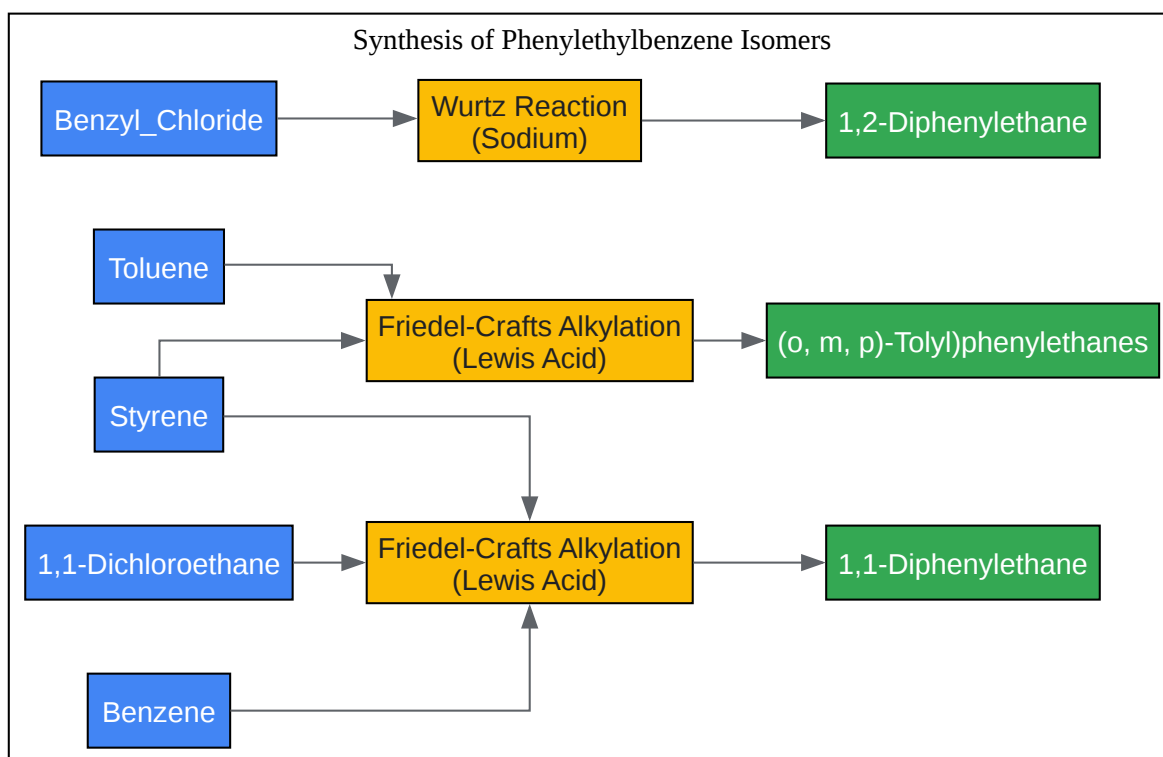 Synthesis of Phenylethylbenzene Isomers
Benzyl_Chloride
Wurtz Reaction
(Sodium)
1,2-Diphenylethane
Toluene
Friedel-Crafts Alkylation
(Lewis Acid)
(o, m, p)-Tolyl)phenylethanes
Styrene
1,1-Dichloroethane
Friedel-Crafts Alkylation
(Lewis Acid)
1,1-Diphenylethane
Benzene